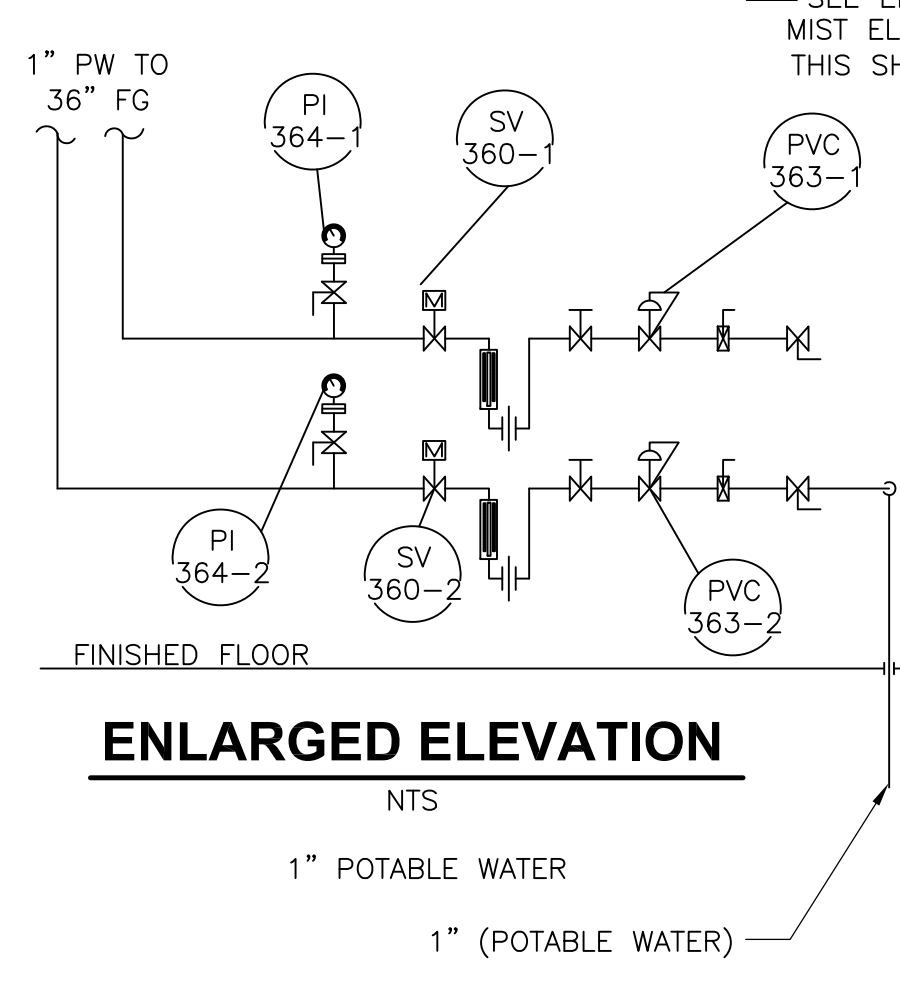 SEE
MIST EL
THIS SH
1" PW TO
36" FG
PI
364-1
SV
360-1
PVC
363-1
M
M
PI
364-2
SV
360-2
PVC
363-2
FINISHED FLOOR
ENLARGED ELEVATION
NTS
1" POTABLE WATER
1" (POTABLE WATER)